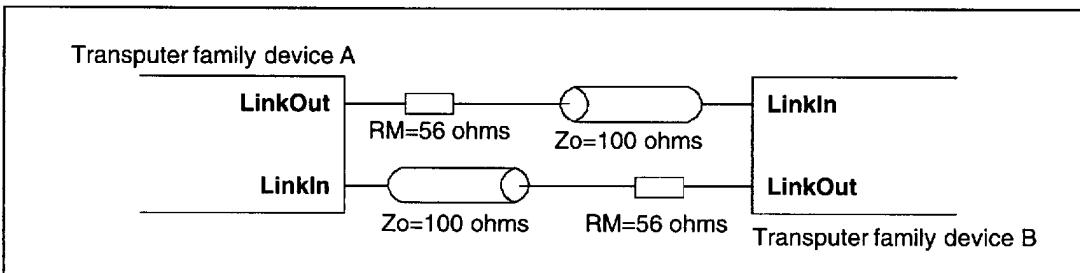 Transputer family device A
LinkOut
LinkIn
RM=56 ohms
Zo=100 ohms
LinkIn
LinkOut
Zo=100 ohms
RM=56 ohms
Transputer family device B